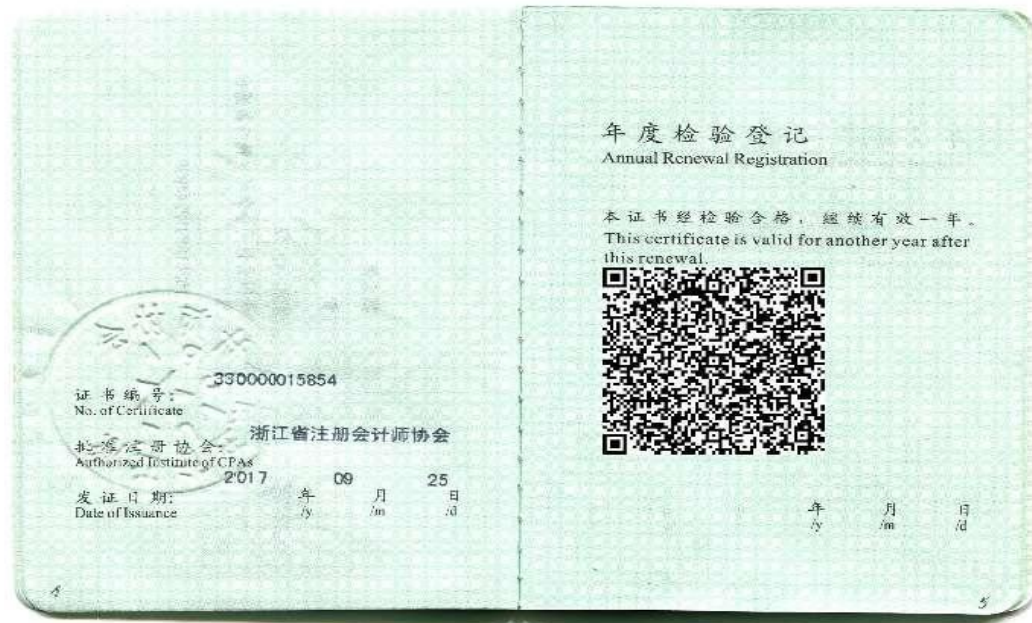 证书编号:
330000015854
No. of Certificate
批准注册协会:
浙江省注册会计师协会
Authorized Institute of CPAs
发证日期:
2017 09 25
年 月 日
Date of Issuance
/y /m /d
4
年度检验登记
Annual Renewal Registration
本证书经检验合格，继续有效一年。
This certificate is valid for another year after
this renewal.
年 月 日
/y /m /d
5